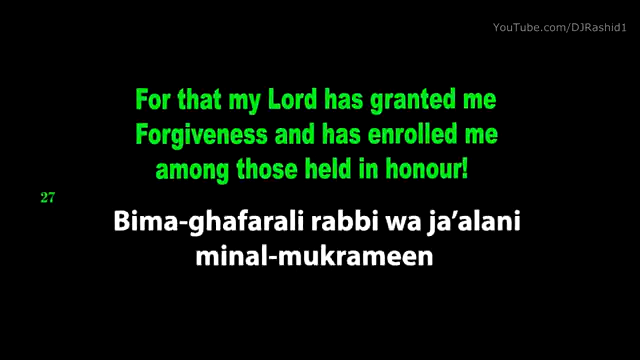 YouTube.com/DJRashid1
For that my Lord has granted me
Forgiveness and has enrolled me
among those held in honour!
27
Bima-ghafarali rabbi wa ja’alani
minal-mukrameen